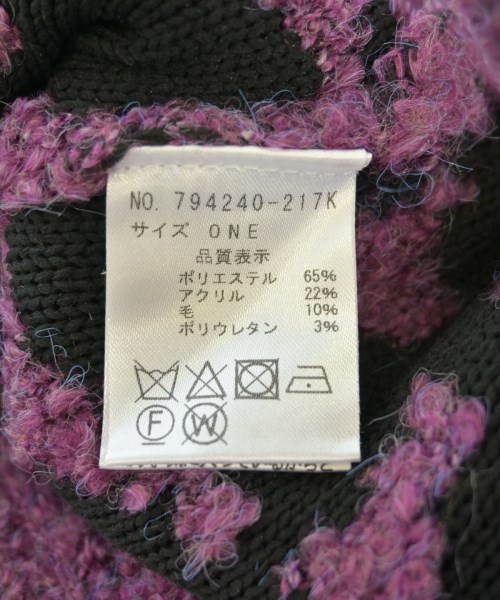 NO. 794240-217K
サイズ ONE
品質表示
ポリエステル 65%
アクリル 22%
毛 10%
ポリウレタン 3%
F W